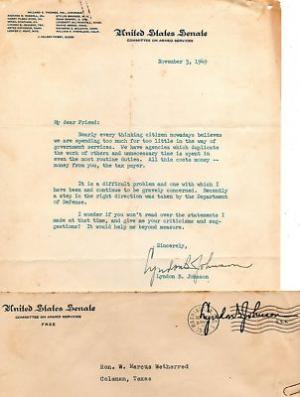 United States Senate
COMMITTEE ON ARMED SERVICES
November 3, 1949
My dear Friend:
Nearly every thinking citizen nowadays believes
we are spending too much for too little in the way of
government services. We have agencies which duplicate
the work of others and unnecessary time is spent in
even the most routine duties. All this costs money --
money from you, the tax payer.
It is a difficult problem and one with which I
have been and continue to be gravely concerned. Recently
a step in the right direction was taken by the Department
of Defense.
I wonder if you won't read over the statements I
made at that time, and give me your criticisms and sug-
gestions? It would help me beyond measure.
Sincerely,
Lyndon B. Johnson
Lyndon B. Johnson
United States Senate
COMMITTEE ON ARMED SERVICES
FREE
Lyndon B. Johnson
Hon. W. Marcus Wetherred
Coleman, Texas